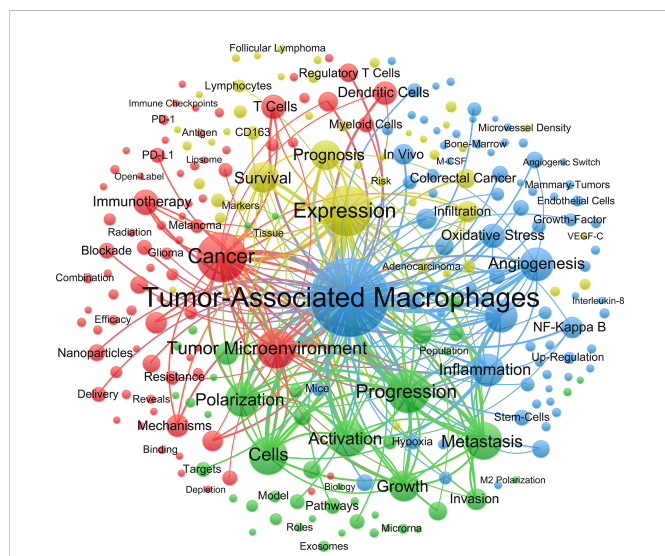 Follicular Lymphoma
Regulatory T Cells
Lymphocytes
Dendritic Cells
Immune Checkpoints
T Cells
PD-1
Myeloid Cells
Microvessel Density
Antigen
CD163
Bone-Marrow
PD-L1
Lipsome
Prognosis
In Vivo
M-CSF
Angiogenic Switch
Open-Label
Survival
Risk
Colorectal Cancer
Mammary-Tumors
Immunotherapy
Markers
Expression
Infiltration
Endothelial Cells
Melanoma
Growth-Factor
Radiation
Tissue
Oxidative Stress
VEGF-C
Blockade
Glioma
Cancer
Adenocarcinoma
Angiogenesis
Combination
Tumor-Associated Macrophages
Interleukin-8
Efficacy
NF-Kappa B
Nanoparticles
Tumor Microenvironment
Population
Up-Regulation
Resistance
Inflammation
Delivery
Reveals
Polarization
Mice
Progression
Stem-Cells
Mechanisms
Binding
Cells
Activation
Hypoxia
Metastasis
Targets
Depletion
Biology
Growth
M2 Polarization
Model
Pathways
Invasion
Roles
Microrna
Exosomes